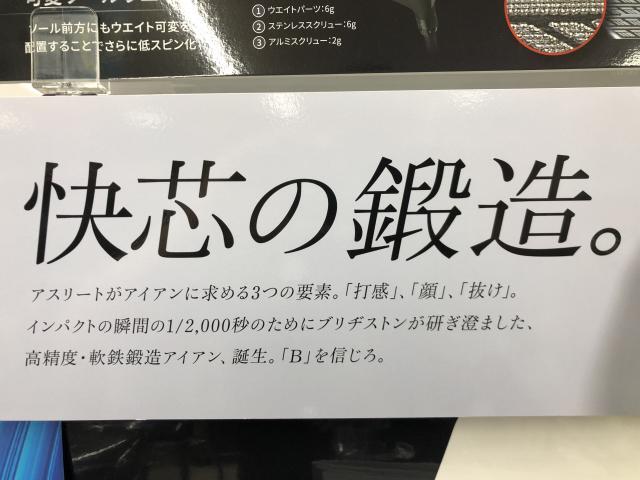 ソール前方にもウエイト可変を
配置することでさらに低スピン化
① ウエイトパーツ:6g
② ステンレススクリュー:6g
③ アルミスクリュー:2g
快芯の鍛造。
アスリートがアイアンに求める3つの要素。「打感」、「顔」、「抜け」。
インパクトの瞬間の1/2,000秒のためにブリヂストンが研ぎ澄ました、
高精度・軟鉄鍛造アイアン、誕生。「B」を信じろ。